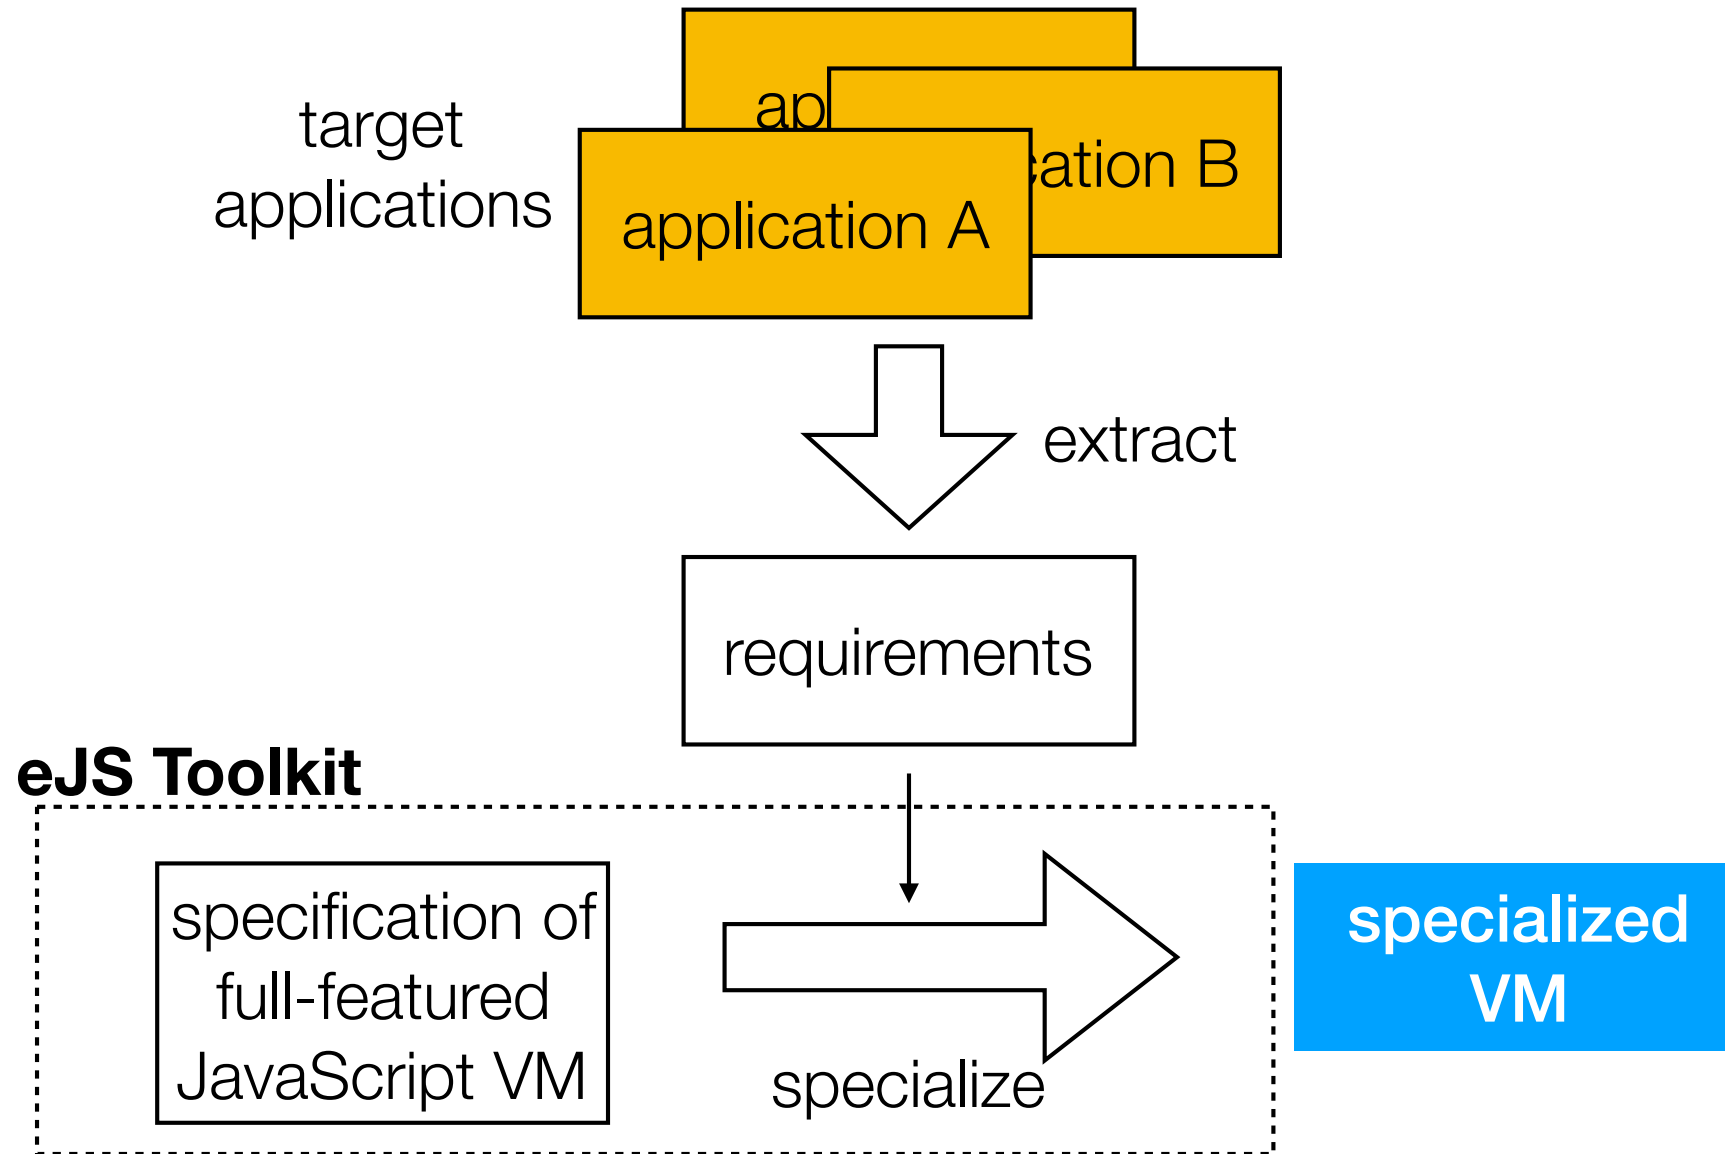 target
applications
ap
cation B
application A
extract
requirements
eJS Toolkit
specification of
full-featured
JavaScript VM
specialize
specialized
VM